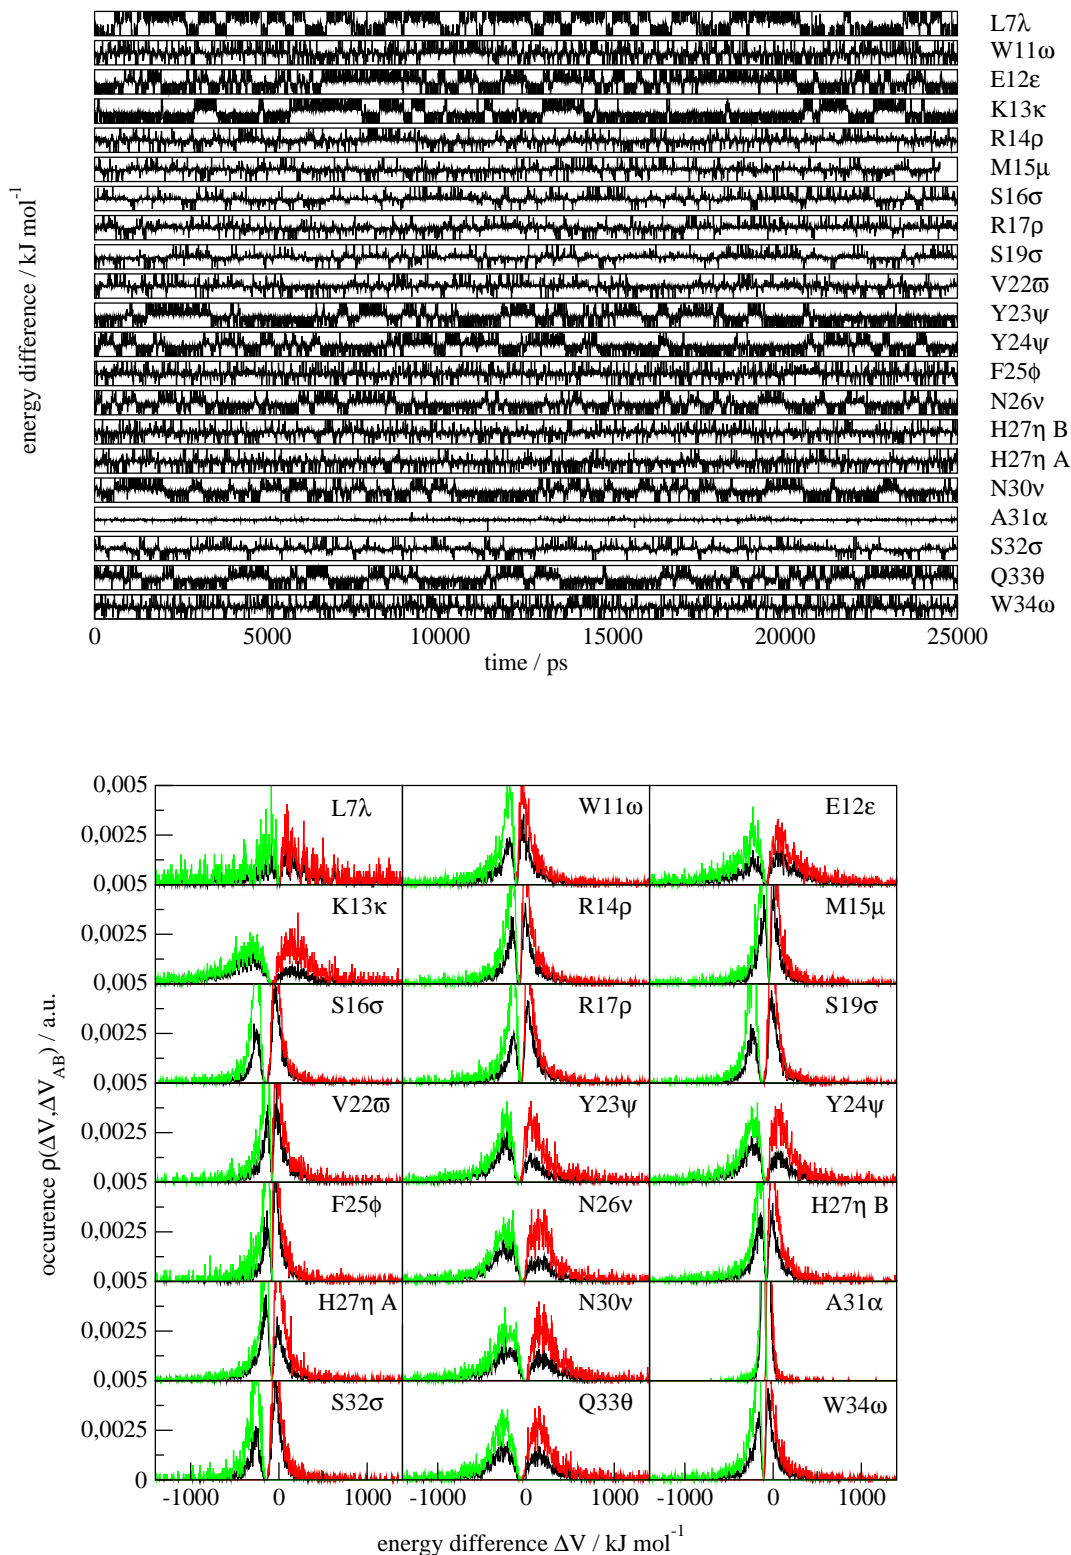 L7λ
W11ω
E12ε
K13κ
R14ρ
M15μ
S16σ
R17ρ
S19σ
V22ϖ
Y23ψ
Y24ψ
F25ϕ
N26ν
H27η B
H27η A
N30ν
A31α
S32σ
Q33θ
W34ω
energy difference / kJ mol⁻¹
0 5000 10000 15000 20000 25000
time / ps
0,005 L7λ W11ω E12ε
0,0025
0,005 K13κ R14ρ M15μ
0,0025
0,005 S16σ R17ρ S19σ
0,0025
0,005 V22ϖ Y23ψ Y24ψ
0,0025
0,005 F25ϕ N26ν H27η B
0,0025
0,005 H27η A N30ν A31α
0,0025
0,005 S32σ Q33θ W34ω
0,0025
0
occurence ρ(ΔV,ΔV_AB) / a.u.
-1000 0 1000 -1000 0 1000 -1000 0 1000
energy difference ΔV / kJ mol⁻¹